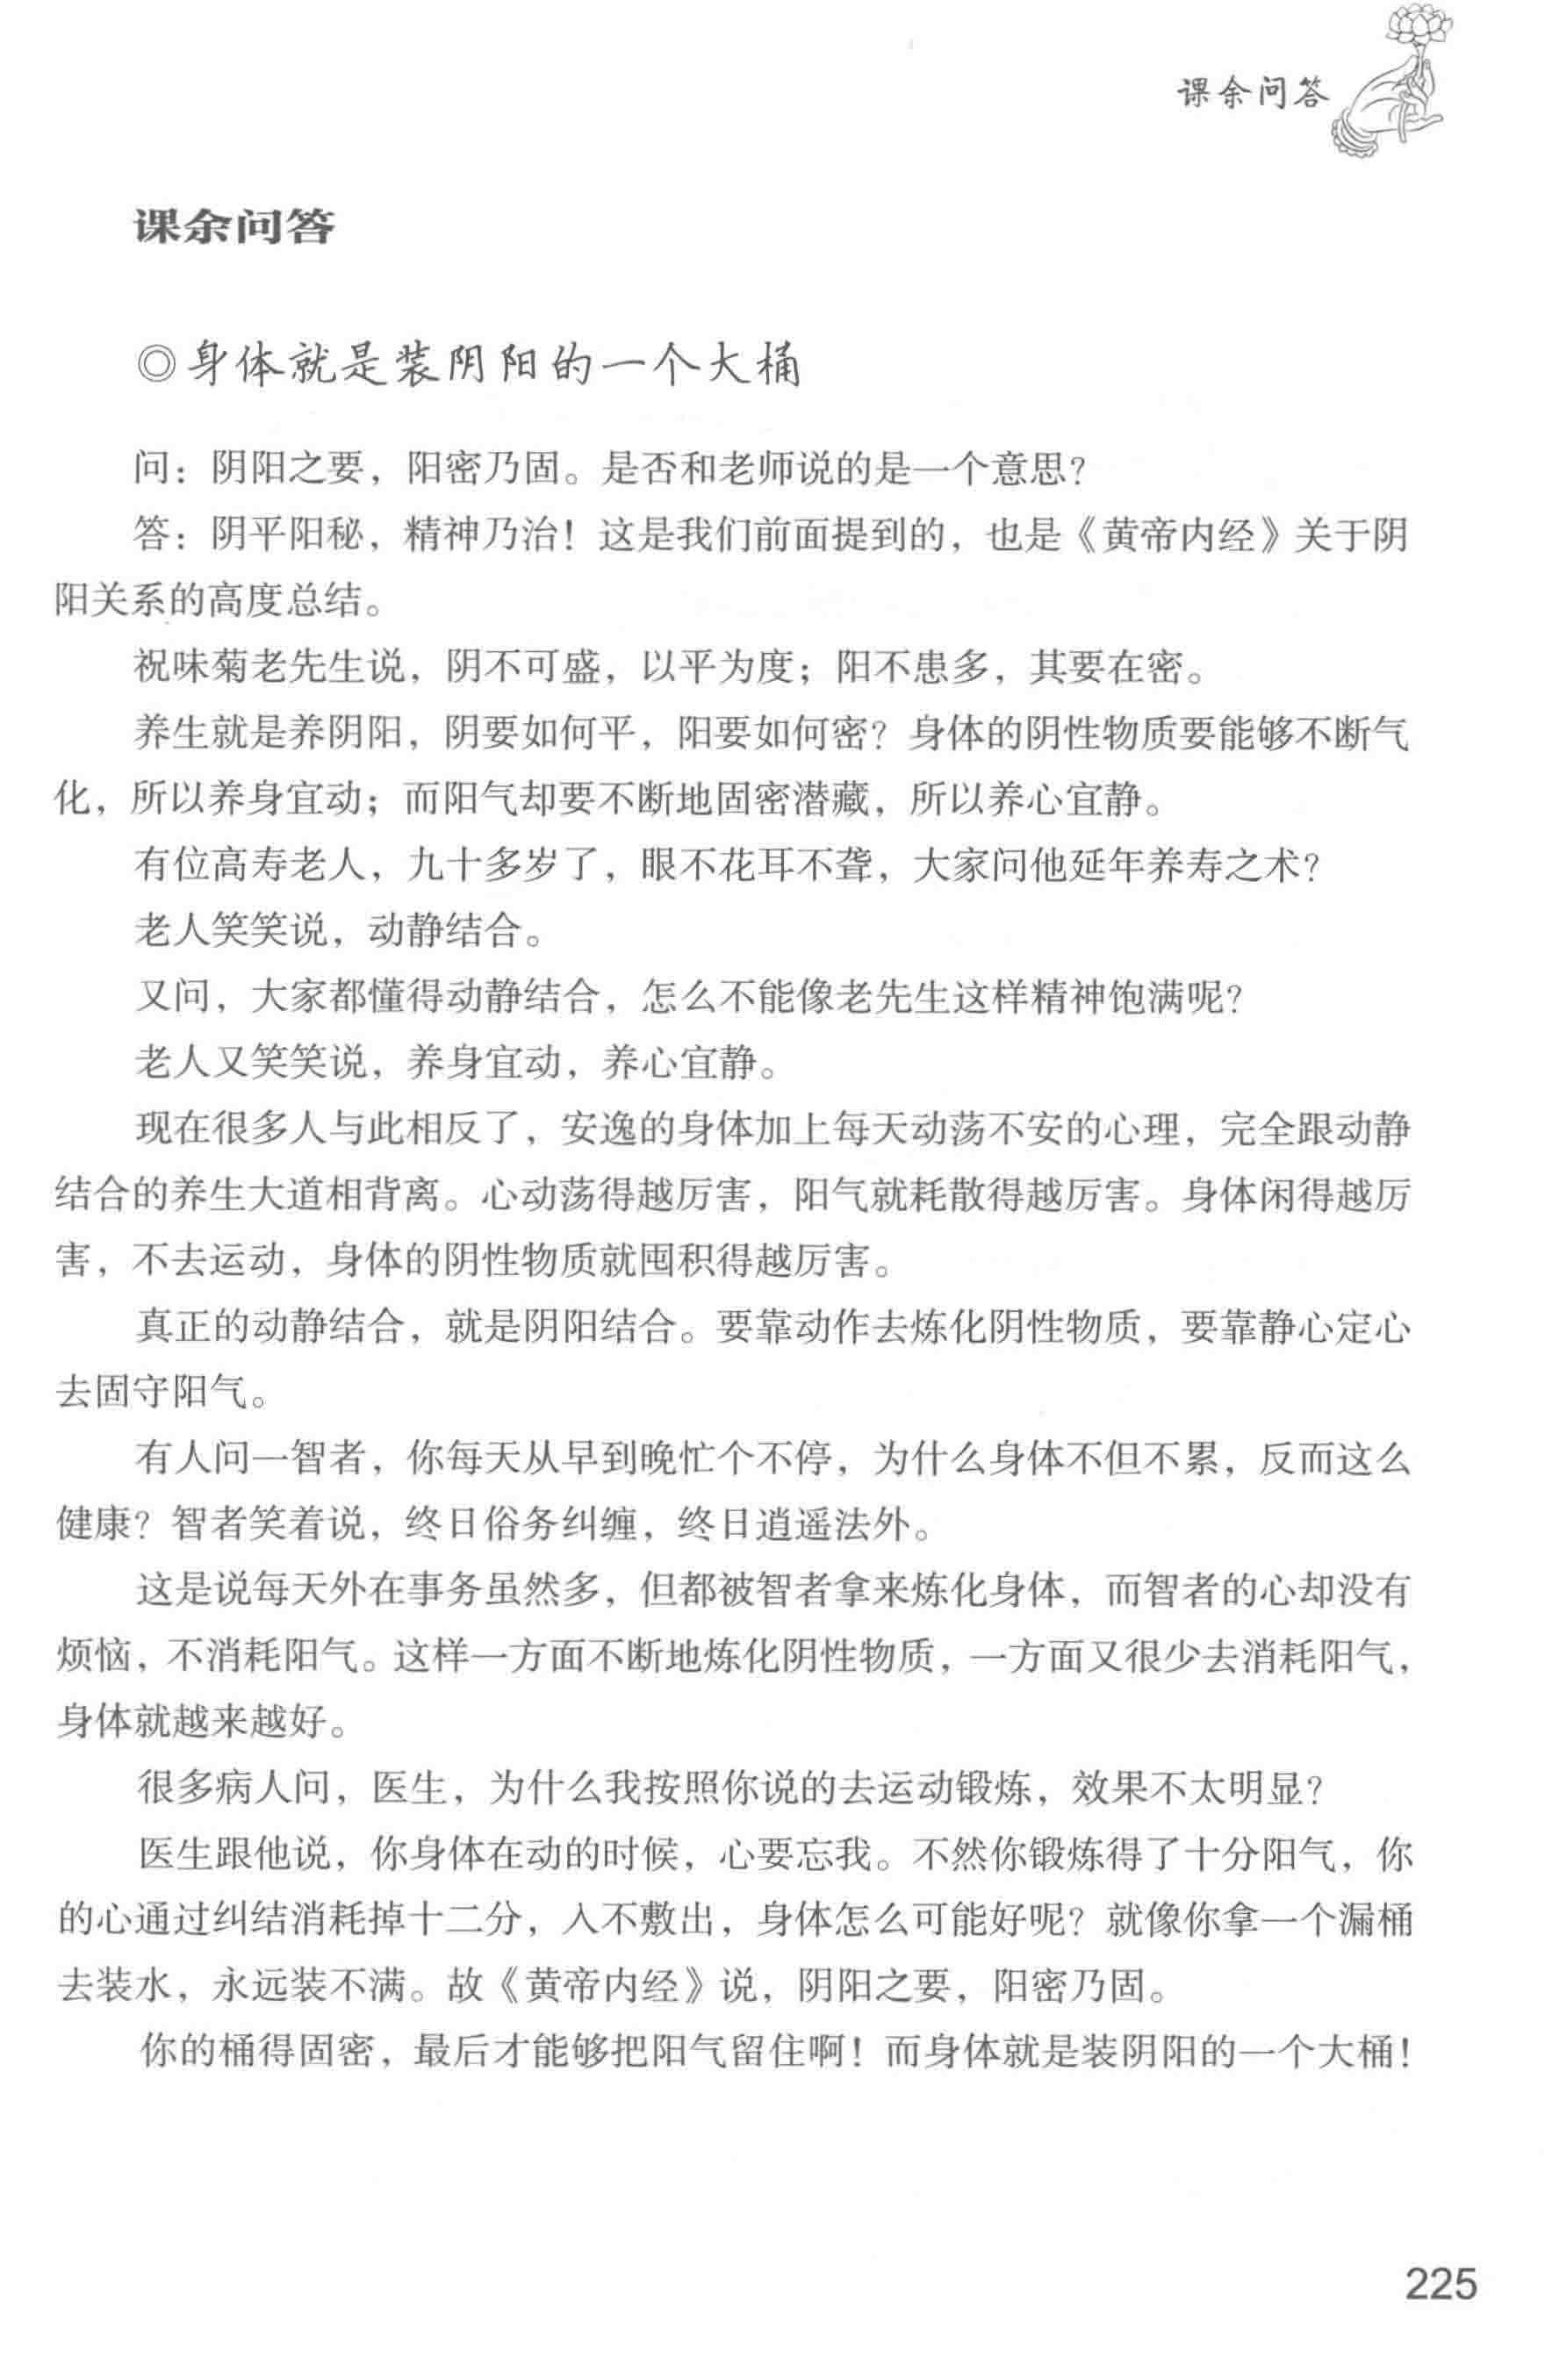 课余问答
课余问答
◎身体就是装阴阳的一个大桶
问：阴阳之要，阳密乃固。是否和老师说的是一个意思？
答：阴平阳秘，精神乃治！这是我们前面提到的，也是《黄帝内经》关于阴
阳关系的高度总结。
祝味菊老先生说，阴不可盛，以平为度；阳不患多，其要在密。
养生就是养阴阳，阴要如何平，阳要如何密？身体的阴性物质要能够不断气
化，所以养身宜动；而阳气却要不断地固密潜藏，所以养心宜静。
有位高寿老人，九十多岁了，眼不花耳不聋，大家问他延年养寿之术？
老人笑笑说，动静结合。
又问，大家都懂得动静结合，怎么不能像老先生这样精神饱满呢？
老人又笑笑说，养身宜动，养心宜静。
现在很多人与此相反了，安逸的身体加上每天动荡不安的心理，完全跟动静
结合的养生大道相背离。心动荡得越厉害，阳气就耗散得越厉害。身体闲得越厉
害，不去运动，身体的阴性物质就囤积得越厉害。
真正的动静结合，就是阴阳结合。要靠动作去炼化阴性物质，要靠静心定心
去固守阳气。
有人问一智者，你每天从早到晚忙个不停，为什么身体不但不累，反而这么
健康？智者笑着说，终日俗务纠缠，终日逍遥法外。
这是说每天外在事务虽然多，但都被智者拿来炼化身体，而智者的心却没有
烦恼，不消耗阳气。这样一方面不断地炼化阴性物质，一方面又很少去消耗阳气，
身体就越来越好。
很多病人问，医生，为什么我按照你说的去运动锻炼，效果不太明显？
医生跟他说，你身体在动的时候，心要忘我。不然你锻炼得了十分阳气，你
的心通过纠结消耗掉十二分，入不敷出，身体怎么可能好呢？就像你拿一个漏桶
去装水，永远装不满。故《黄帝内经》说，阴阳之要，阳密乃固。
你的桶得固密，最后才能够把阳气留住啊！而身体就是装阴阳的一个大桶！
225